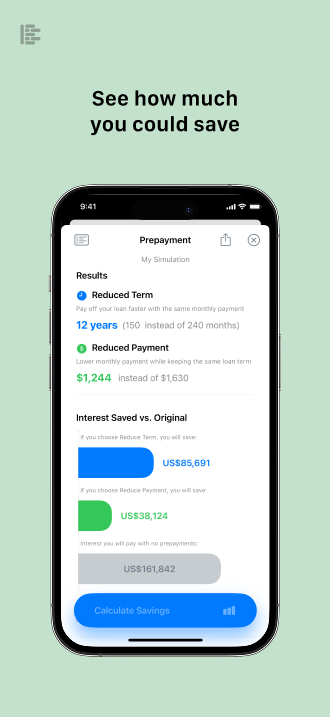 See how much
you could save
9:41
Prepayment
My Simulation
Results
Reduced Term
Pay off your loan faster with the same monthly payment
12 years (150 instead of 240 months)
Reduced Payment
Lower monthly payment while keeping the same loan term
$1,244 instead of $1,630
Interest Saved vs. Original
If you choose Reduce Term, you will save:
US$85,691
If you choose Reduce Payment, you will save:
US$38,124
Interest you will pay with no prepayments:
US$161,842
Calculate Savings